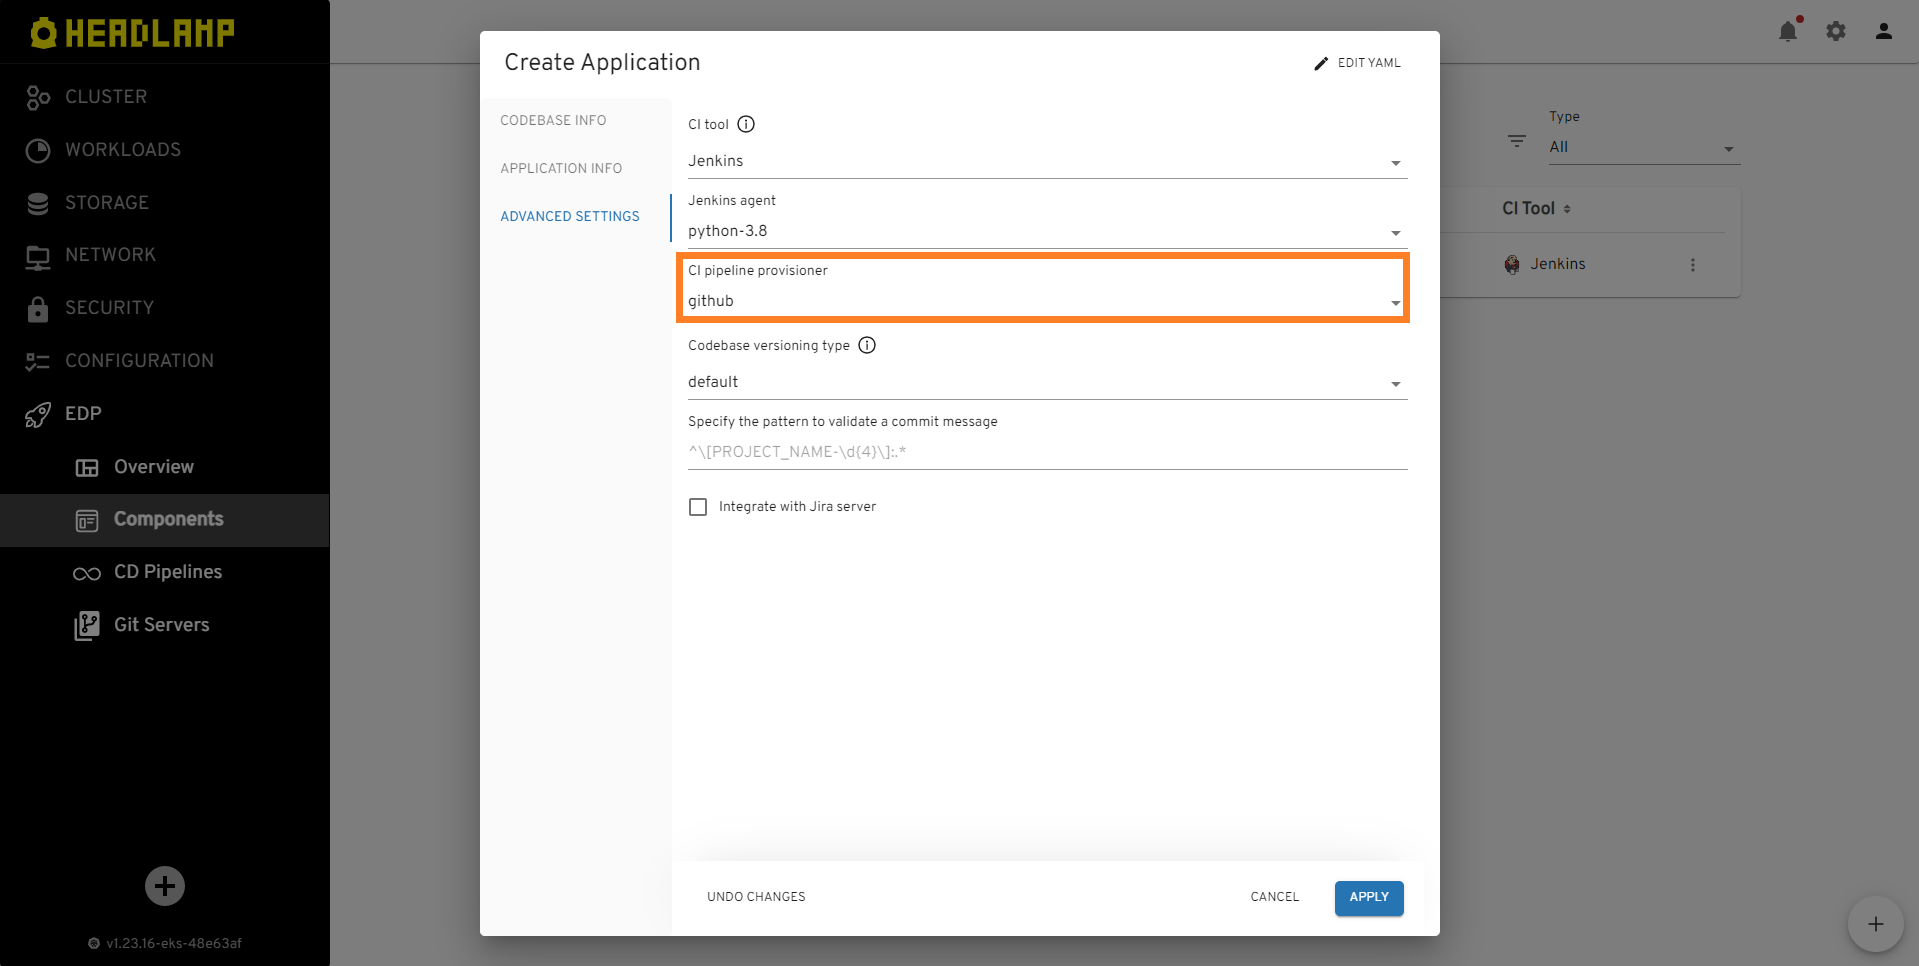 HEADLAMP
CLUSTER
WORKLOADS
STORAGE
NETWORK
SECURITY
CONFIGURATION
EDP
Overview
Components
CD Pipelines
Git Servers
v1.23.16-eks-48e63af
Create Application
EDIT YAML
CODEBASE INFO
APPLICATION INFO
ADVANCED SETTINGS
CI tool
Jenkins
Jenkins agent
python-3.8
CI pipeline provisioner
github
Codebase versioning type
default
Specify the pattern to validate a commit message
^\[PROJECT_NAME-\d{4}\]:.*
Integrate with Jira server
UNDO CHANGES
CANCEL
APPLY
Type
All
CI Tool
Jenkins